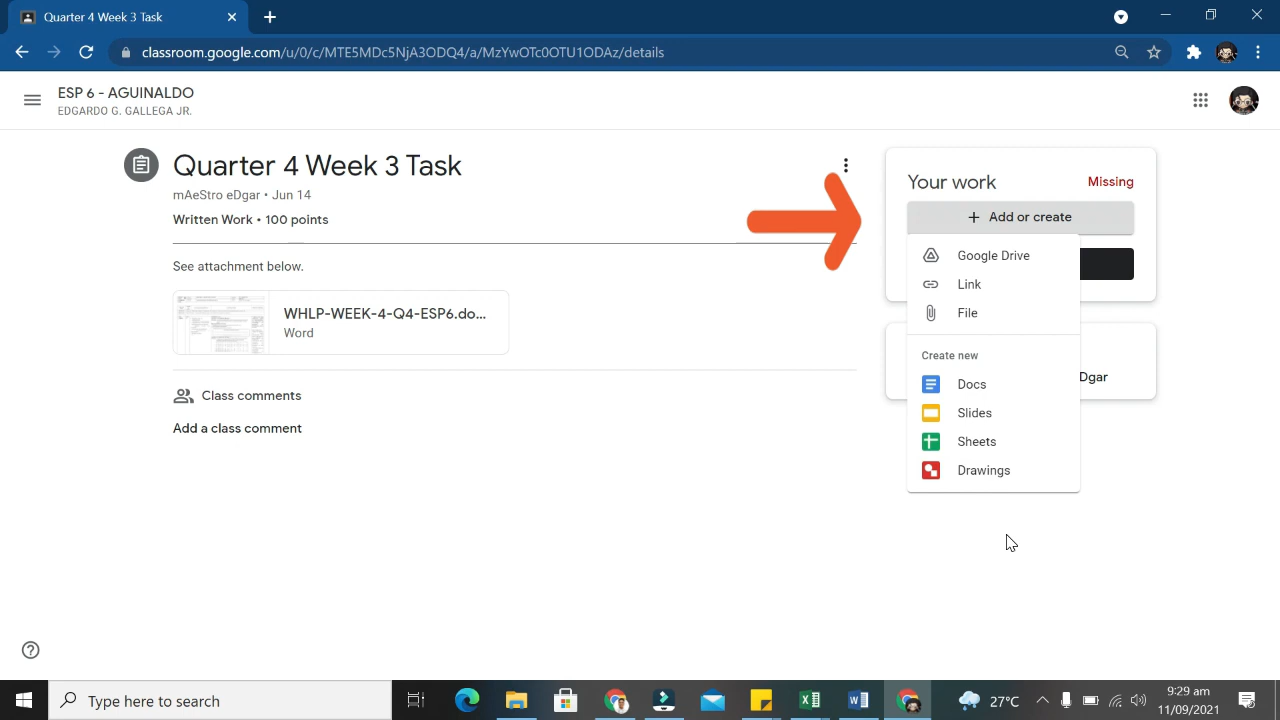 Quarter 4 Week 3 Task
classroom.google.com/u/0/c/MTE5MDc5NjA3ODQ4/a/MzYwOTc0OTU1ODAz/details
ESP 6 - AGUINALDO
EDGARDO G. GALLEGA JR.
Quarter 4 Week 3 Task
mAeStro eDgar • Jun 14
Written Work • 100 points
See attachment below.
WHLP-WEEK-4-Q4-ESP6.do...
Word
Class comments
Add a class comment
Your work
Missing
+ Add or create
Google Drive
Link
File
Create new
Docs
Slides
Sheets
Drawings
Dgar
Type here to search
27°C
9:29 am
11/09/2021